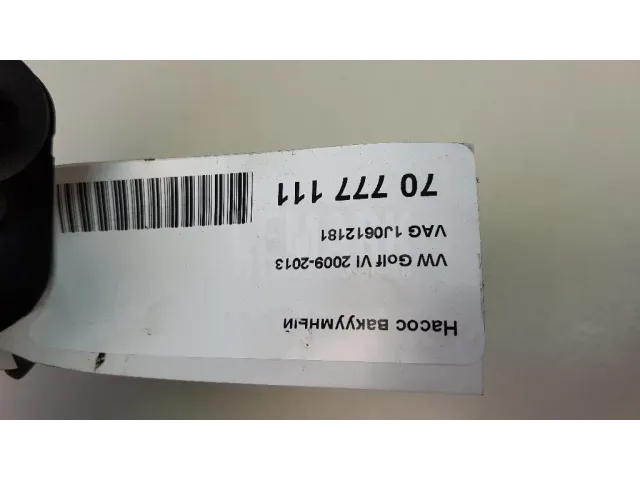 Насос вакуумный
VW Golf VI 2009-2013
VAG 1J0612181
70 777 111